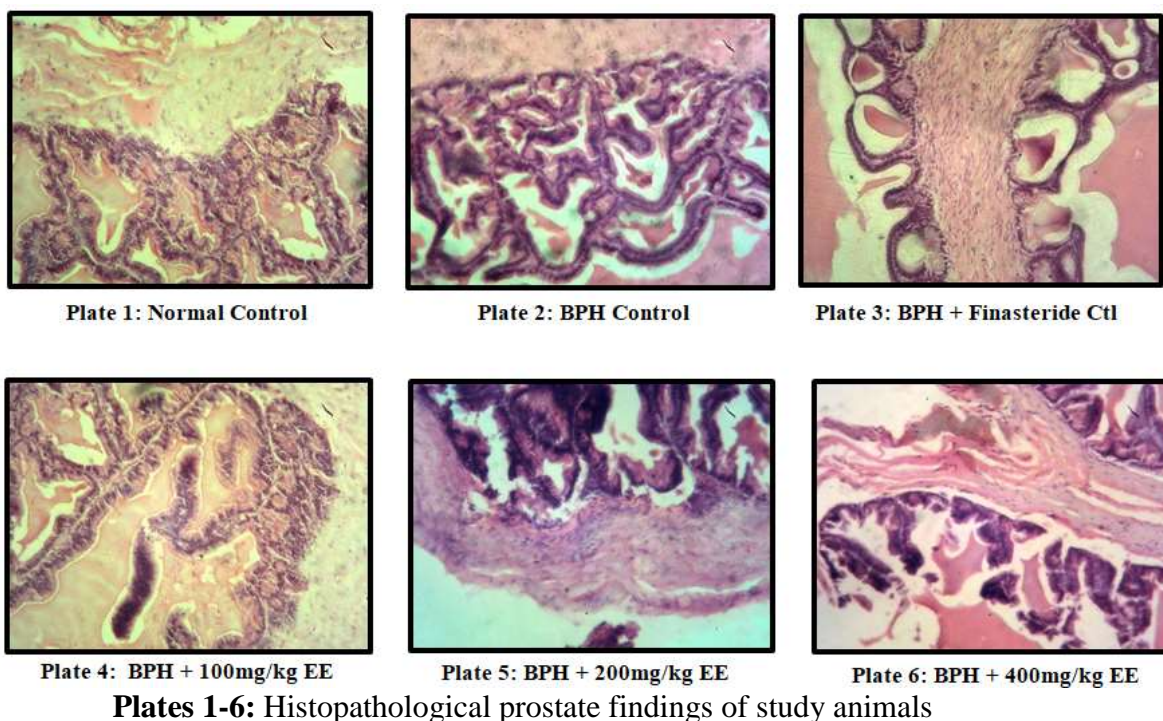 Plate 1: Normal Control
Plate 2: BPH Control
Plate 3: BPH + Finasteride Ctl
Plate 4: BPH + 100mg/kg EE
Plate 5: BPH + 200mg/kg EE
Plate 6: BPH + 400mg/kg EE
Plates 1-6: Histopathological prostate findings of study animals